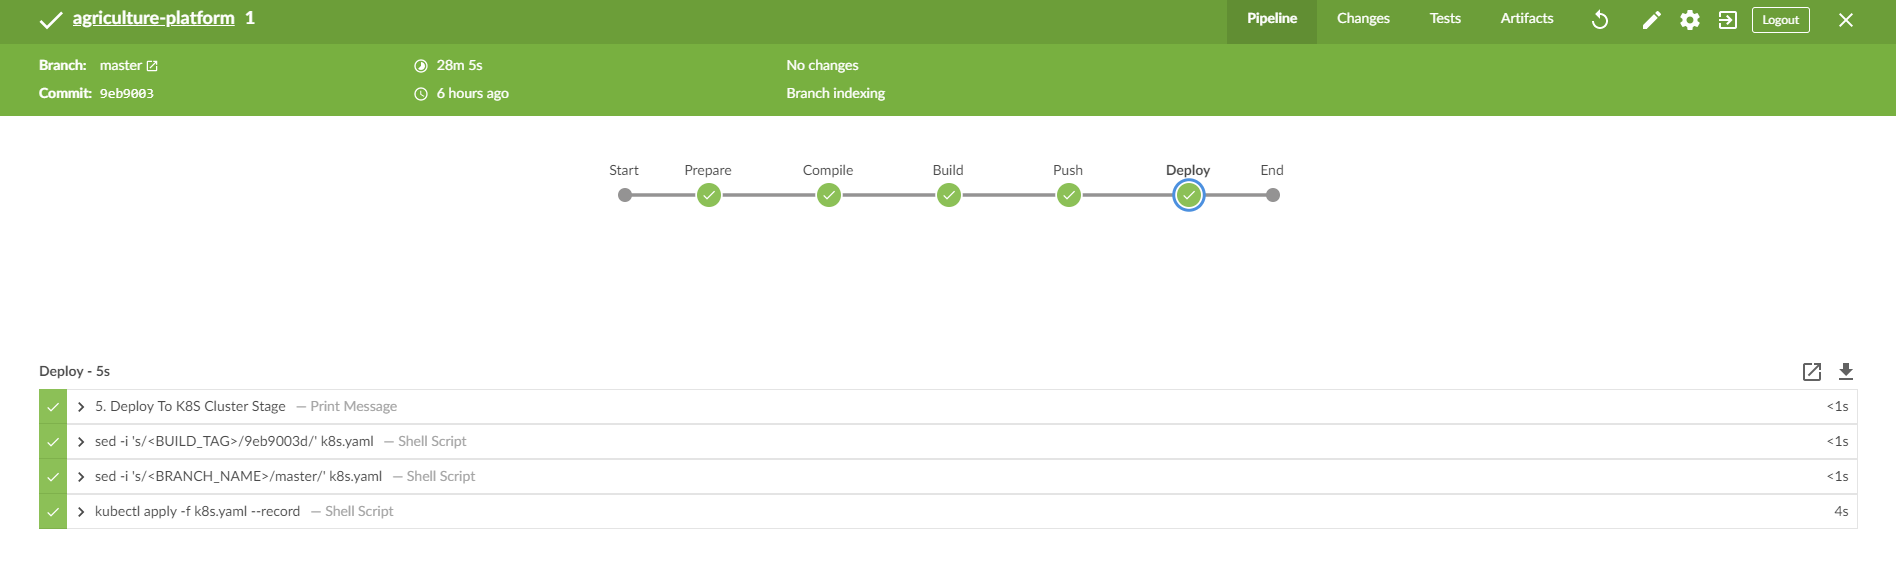 agriculture-platform 1
Pipeline Changes Tests Artifacts Logout
Branch: master 28m 5s No changes
Commit: 9eb9003 6 hours ago Branch indexing
Start Prepare Compile Build Push Deploy End
Deploy - 5s
5. Deploy To K8S Cluster Stage — Print Message <1s
sed -i 's/<BUILD_TAG>/9eb9003d/' k8s.yaml — Shell Script <1s
sed -i 's/<BRANCH_NAME>/master/' k8s.yaml — Shell Script <1s
kubectl apply -f k8s.yaml --record — Shell Script 4s